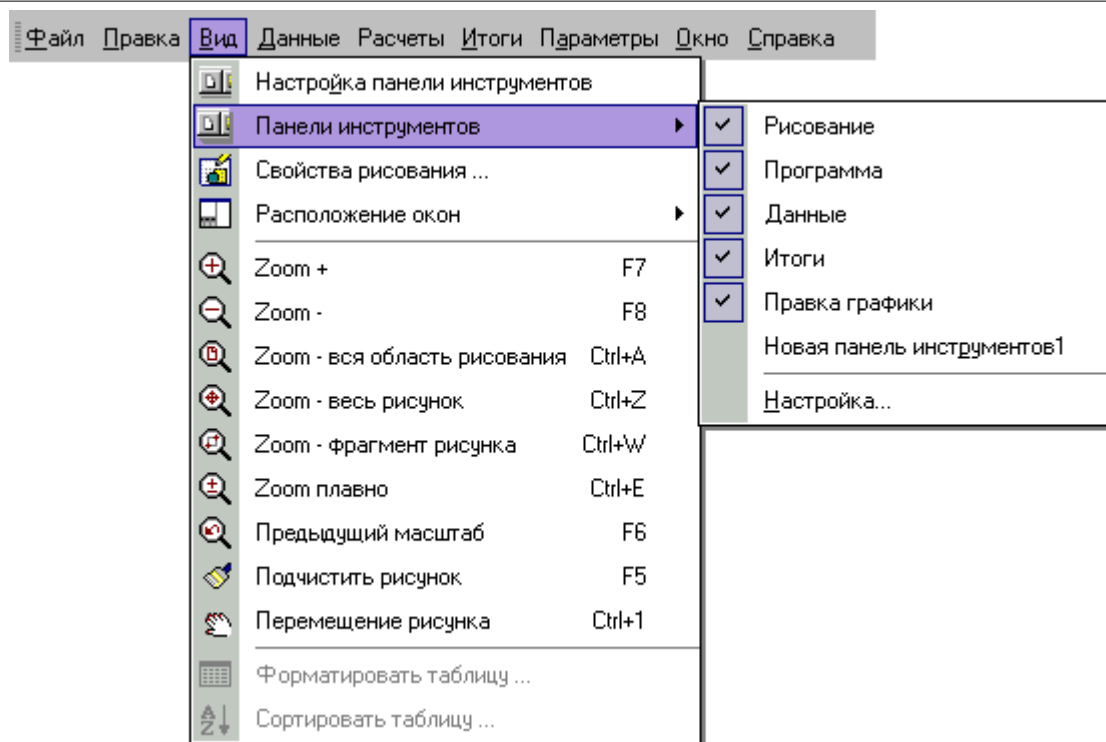 Файл Правка Вид Данные Расчеты Итоги Параметры Окно Справка
Настройка панели инструментов
Панели инструментов
Свойства рисования ...
Расположение окон
Zoom + F7
Zoom - F8
Zoom - вся область рисования Ctrl+A
Zoom - весь рисунок Ctrl+Z
Zoom - фрагмент рисунка Ctrl+W
Zoom плавно Ctrl+E
Предыдущий масштаб F6
Подчистить рисунок F5
Перемещение рисунка Ctrl+1
Форматировать таблицу ...
Сортировать таблицу ...
Рисование
Программа
Данные
Итоги
Правка графики
Новая панель инструментов1
Настройка...